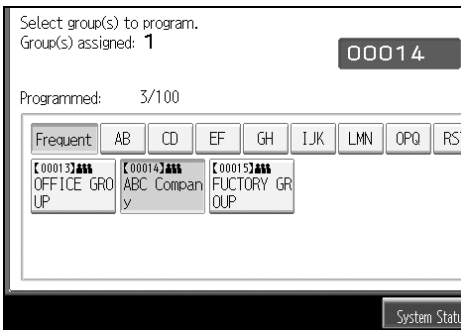 Select group(s) to program.
Group(s) assigned: 1
00014
Programmed: 3/100
Frequent AB CD EF GH IJK LMN OPQ RST
【00013】
OFFICE GRO
UP
【00014】
ABC Compan
y
【00015】
FUCTORY GR
OUP
System Statu